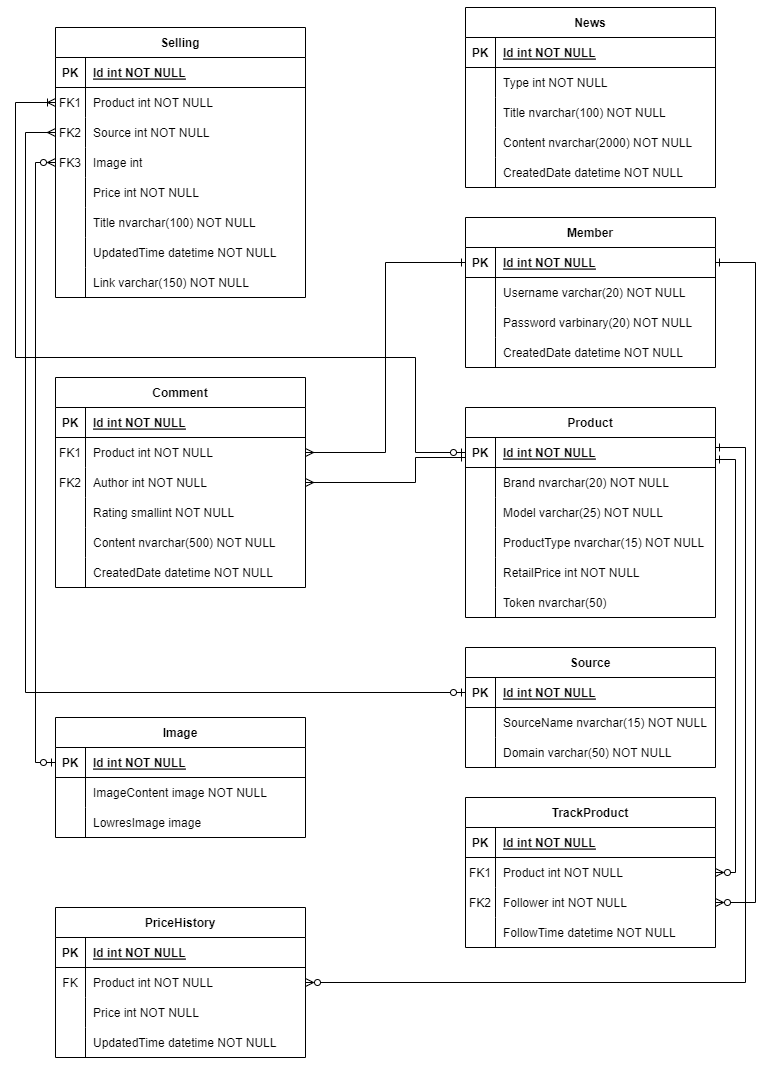 Selling
PK Id int NOT NULL
FK1 Product int NOT NULL
FK2 Source int NOT NULL
FK3 Image int
Price int NOT NULL
Title nvarchar(100) NOT NULL
UpdatedTime datetime NOT NULL
Link varchar(150) NOT NULL
News
PK Id int NOT NULL
Type int NOT NULL
Title nvarchar(100) NOT NULL
Content nvarchar(2000) NOT NULL
CreatedDate datetime NOT NULL
Member
PK Id int NOT NULL
Username varchar(20) NOT NULL
Password varbinary(20) NOT NULL
CreatedDate datetime NOT NULL
Comment
PK Id int NOT NULL
FK1 Product int NOT NULL
FK2 Author int NOT NULL
Rating smallint NOT NULL
Content nvarchar(500) NOT NULL
CreatedDate datetime NOT NULL
Product
PK Id int NOT NULL
Brand nvarchar(20) NOT NULL
Model varchar(25) NOT NULL
ProductType nvarchar(15) NOT NULL
RetailPrice int NOT NULL
Token nvarchar(50)
Source
PK Id int NOT NULL
SourceName nvarchar(15) NOT NULL
Domain varchar(50) NOT NULL
Image
PK Id int NOT NULL
ImageContent image NOT NULL
LowresImage image
TrackProduct
PK Id int NOT NULL
FK1 Product int NOT NULL
FK2 Follower int NOT NULL
FollowTime datetime NOT NULL
PriceHistory
PK Id int NOT NULL
FK Product int NOT NULL
Price int NOT NULL
UpdatedTime datetime NOT NULL